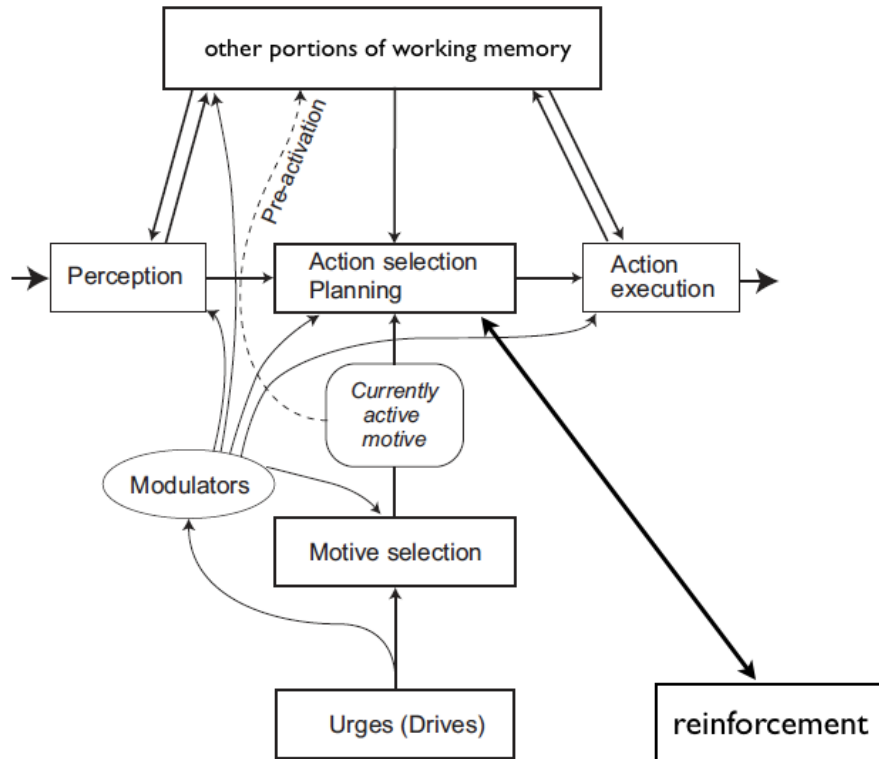 other portions of working memory
Pre-activation
Perception
Action selection
Planning
Action
execution
Currently
active
motive
Modulators
Motive selection
Urges (Drives)
reinforcement